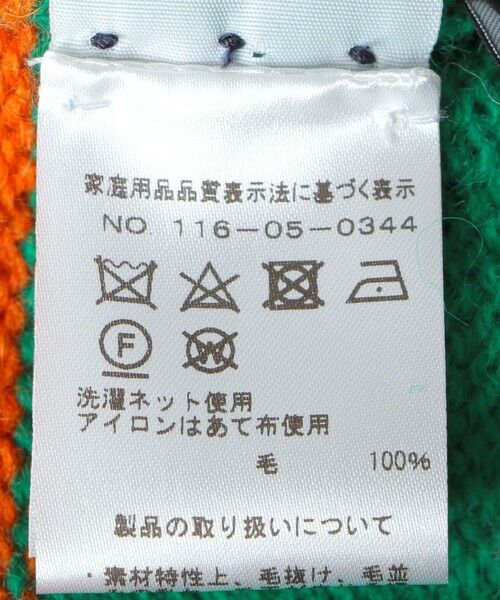 家庭用品品質表示法に基づく表示
NO. 116-05-0344
F W
洗濯ネット使用
アイロンはあて布使用
毛 100%
製品の取り扱いについて
・素材特性上、毛抜け、毛並